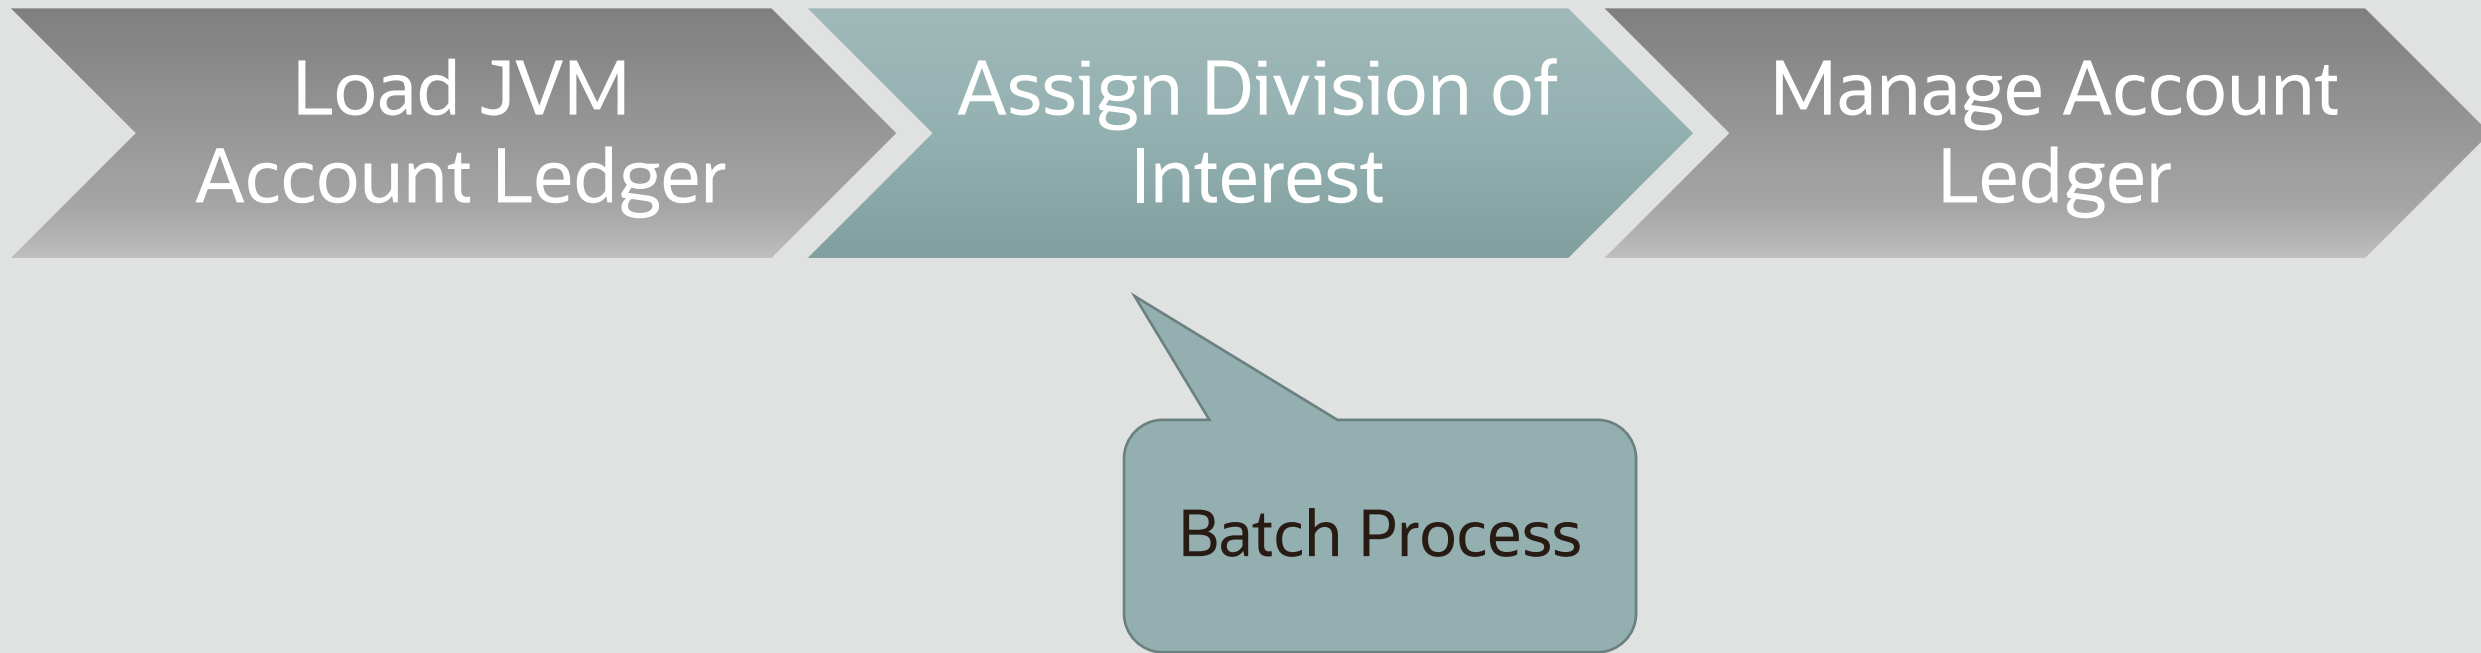 Load JVM
Account Ledger
Assign Division of
Interest
Manage Account
Ledger
Batch Process